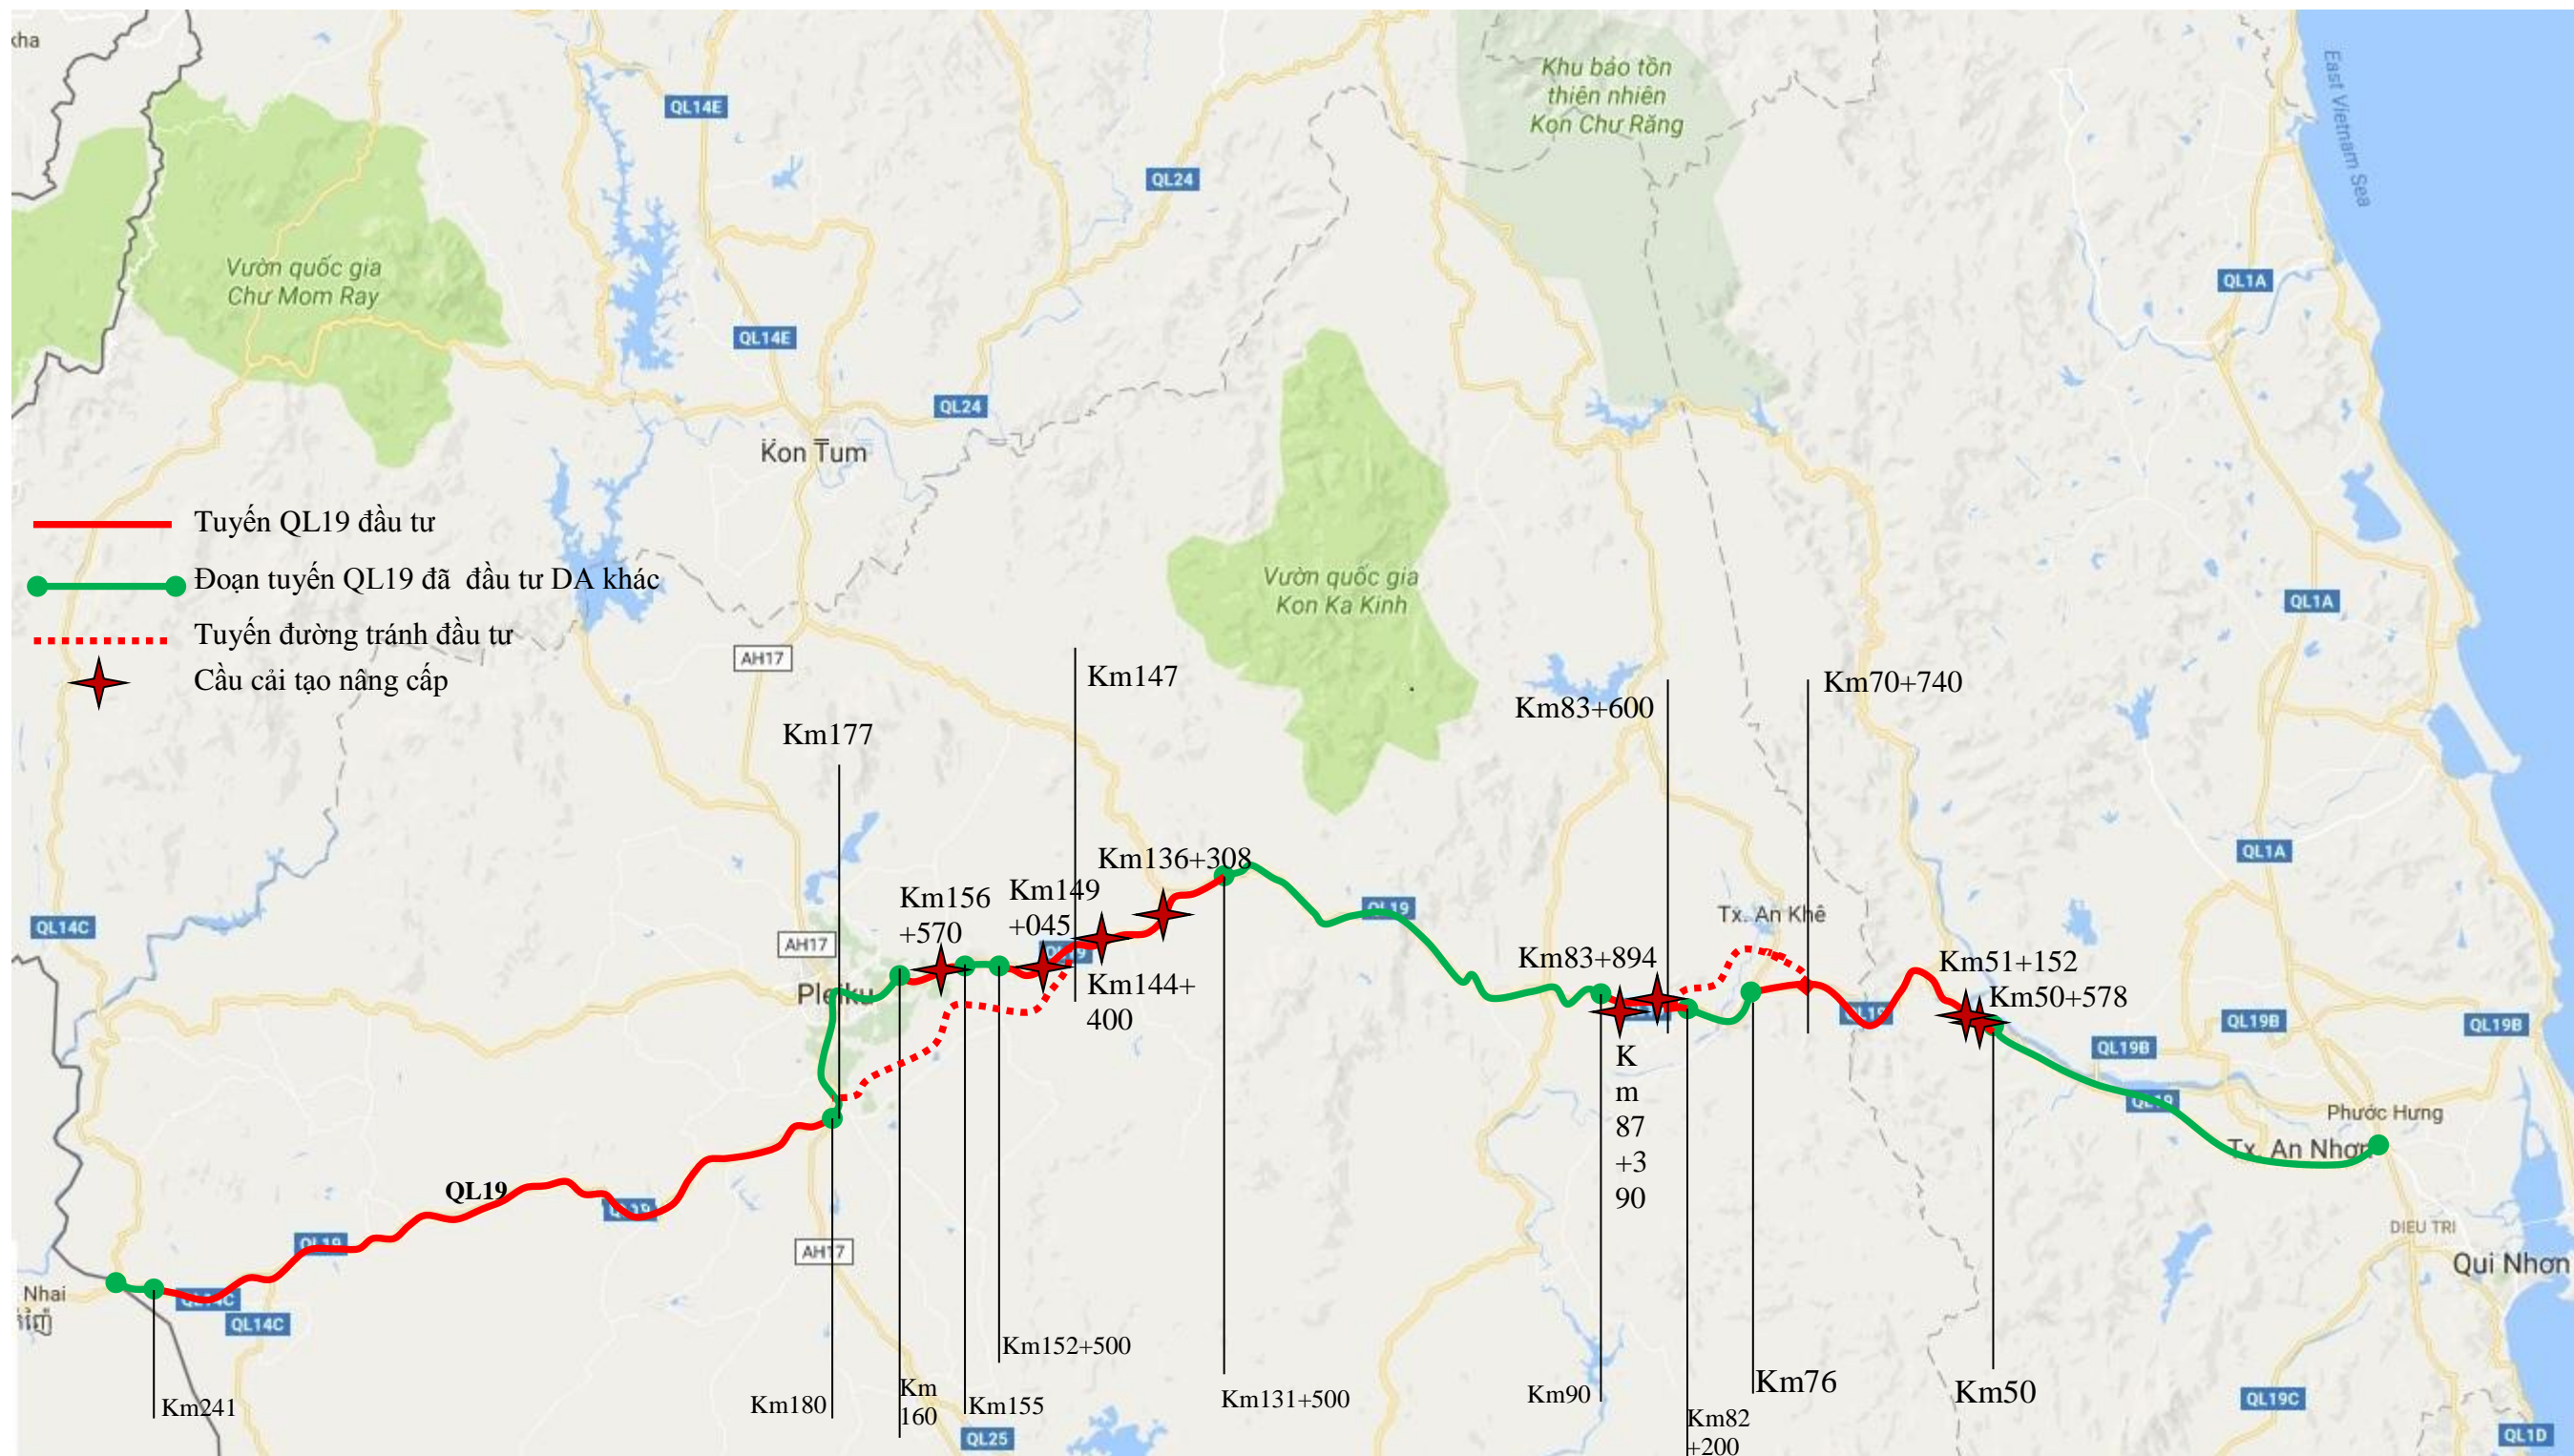 kha
Khu bảo tồn
thiên nhiên
Kon Chư Răng
East Vietnam Sea
QL14E
QL24
QL1A
Vườn quốc gia
Chư Mom Ray
QL14E
QL24
Kon Tum
Tuyến QL19 đầu tư
Đoạn tuyến QL19 đã đầu tư DA khác
Tuyến đường tránh đầu tư
Cầu cải tạo nâng cấp
Vườn quốc gia
Kon Ka Kinh
QL1A
AH17
Km147
Km83+600
Km70+740
Km177
Km136+308
QL1A
Km156
+570
Km149
+045
QL19
Tx. An Khê
QL14C
AH17
Km83+894
Km51+152
Pleiku
Km144+
400
Km50+578
QL19
QL19B
QL19B
QL19B
K
m
87
+3
90
QL19
Phước Hưng
Tx. An Nhơn
QL19
QL19
DIEU TRI
QL19
AH17
Qui Nhơn
Nhai
QL14C
QL14C
Km152+500
Km241
Km180
Km
160
Km155
Km131+500
Km90
Km76
Km50
QL19C
Km82
+200
QL25
QL1D